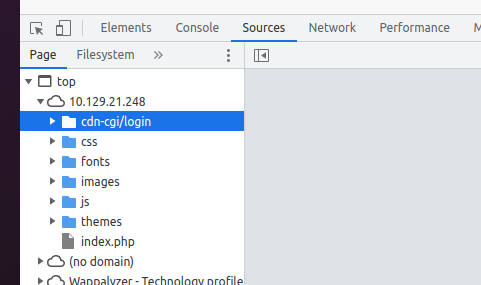 Elements Console Sources Network Performance M
Page Filesystem »
top
10.129.21.248
cdn-cgi/login
css
fonts
images
js
themes
index.php
(no domain)
Wappalyzer - Technology profile